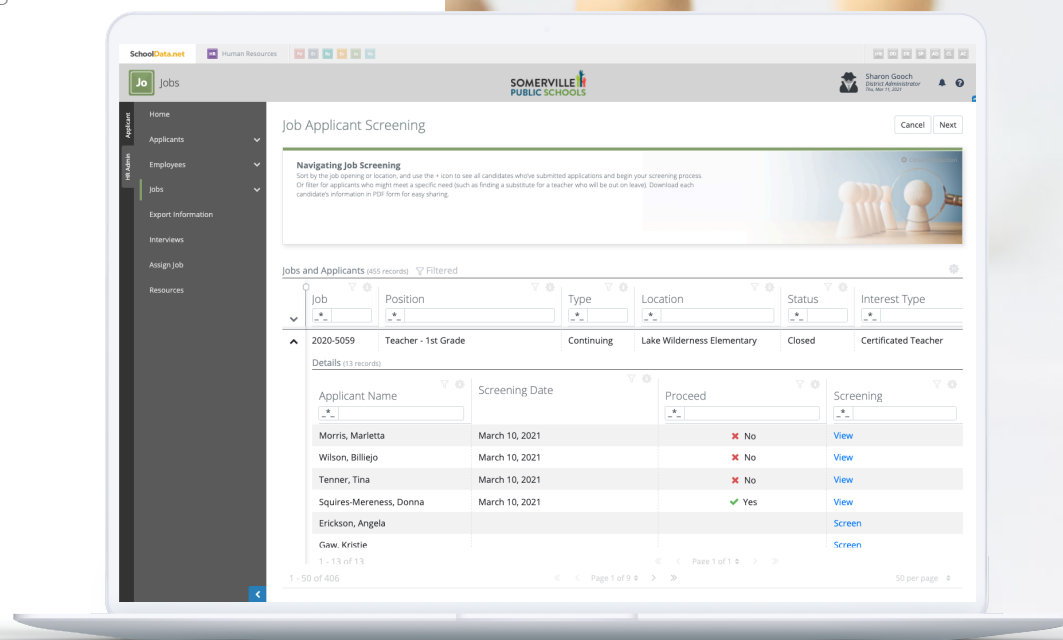 SchoolData.net
HR Human Resources
Jo Jobs
SOMERVILLE
PUBLIC SCHOOLS
Sharon Gooch
District Administrator
Thu, Mar 11, 2021
Applicant
HR Admin
Home
Applicants
Employees
Jobs
Export Information
Interviews
Assign Job
Resources
Job Applicant Screening
Cancel Next
Navigating Job Screening
Sort by the job opening or location, and use the + icon to see all candidates who've submitted applications and begin your screening process.
Or filter for applicants who might meet a specific need (such as finding a substitute for a teacher who will be out on leave). Download each
candidate's information in PDF form for easy sharing.
Jobs and Applicants (455 records) Filtered
Job Position Type Location Status Interest Type
_*_ _*_ _*_ _*_ _*_ _*_
2020-5059 Teacher - 1st Grade Continuing Lake Wilderness Elementary Closed Certificated Teacher
Details (13 records)
Applicant Name Screening Date Proceed Screening
_*_ _*_ _*_
Morris, Marletta March 10, 2021 No View
Wilson, Billiejo March 10, 2021 No View
Tenner, Tina March 10, 2021 No View
Squires-Mereness, Donna March 10, 2021 Yes View
Erickson, Angela Screen
Gaw, Kristie Screen
1 - 13 of 13 Page 1 of 1
1 - 50 of 406 Page 1 of 9 50 per page